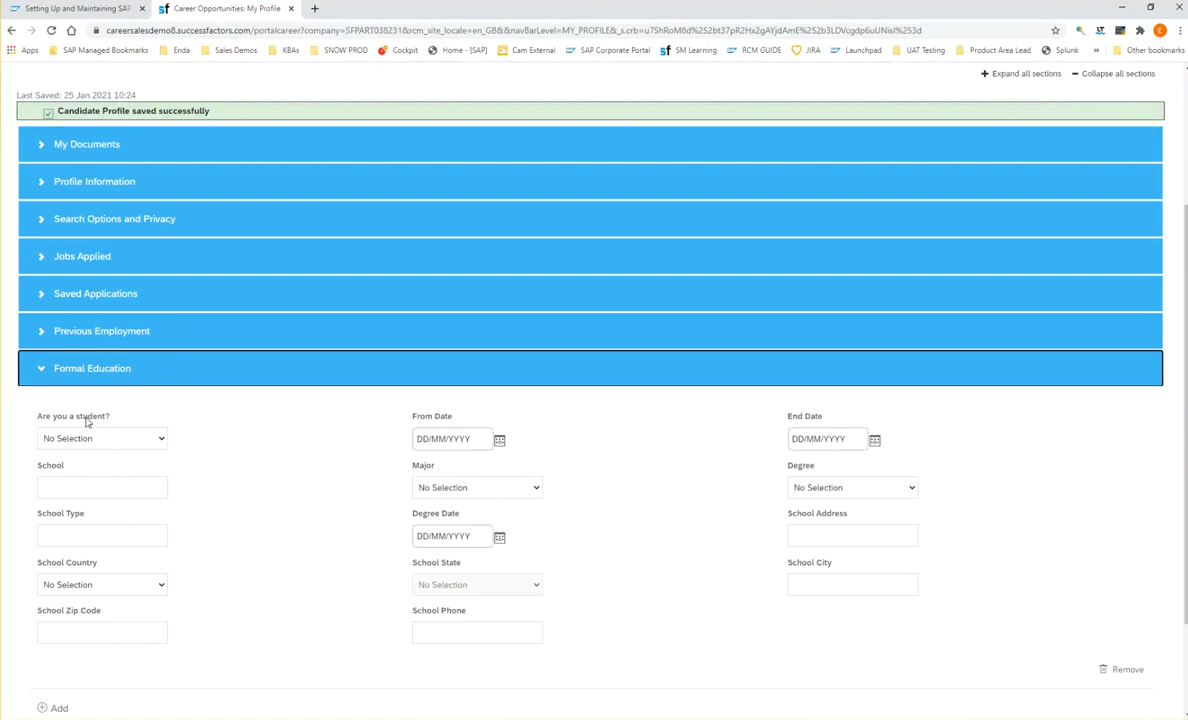 Setting Up and Maintaining SAP
Career Opportunities: My Profile
careersalesdemo8.successfactors.com/portalcareer?company=SFPART038231&rcm_site_locale=en_GB&&navBarLevel=MY_PROFILE&_s.crb=
Apps SAP Managed Bookmarks Enda Sales Demos KBAs SNOW PROD Cockpit Home - [SAP] Cam External SAP Corporate Portal SM Learning RCM GUIDE JIRA Launchpad UAT Testing Product Area Lead Splunk » Other bookmarks
Expand all sections Collapse all sections
Last Saved: 25 Jan 2021 10:24
Candidate Profile saved successfully
My Documents
Profile Information
Search Options and Privacy
Jobs Applied
Saved Applications
Previous Employment
Formal Education
Are you a student? From Date End Date
No Selection DD/MM/YYYY DD/MM/YYYY
School Major Degree
No Selection No Selection
School Type Degree Date School Address
DD/MM/YYYY
School Country School State School City
No Selection No Selection
School Zip Code School Phone
Remove
Add